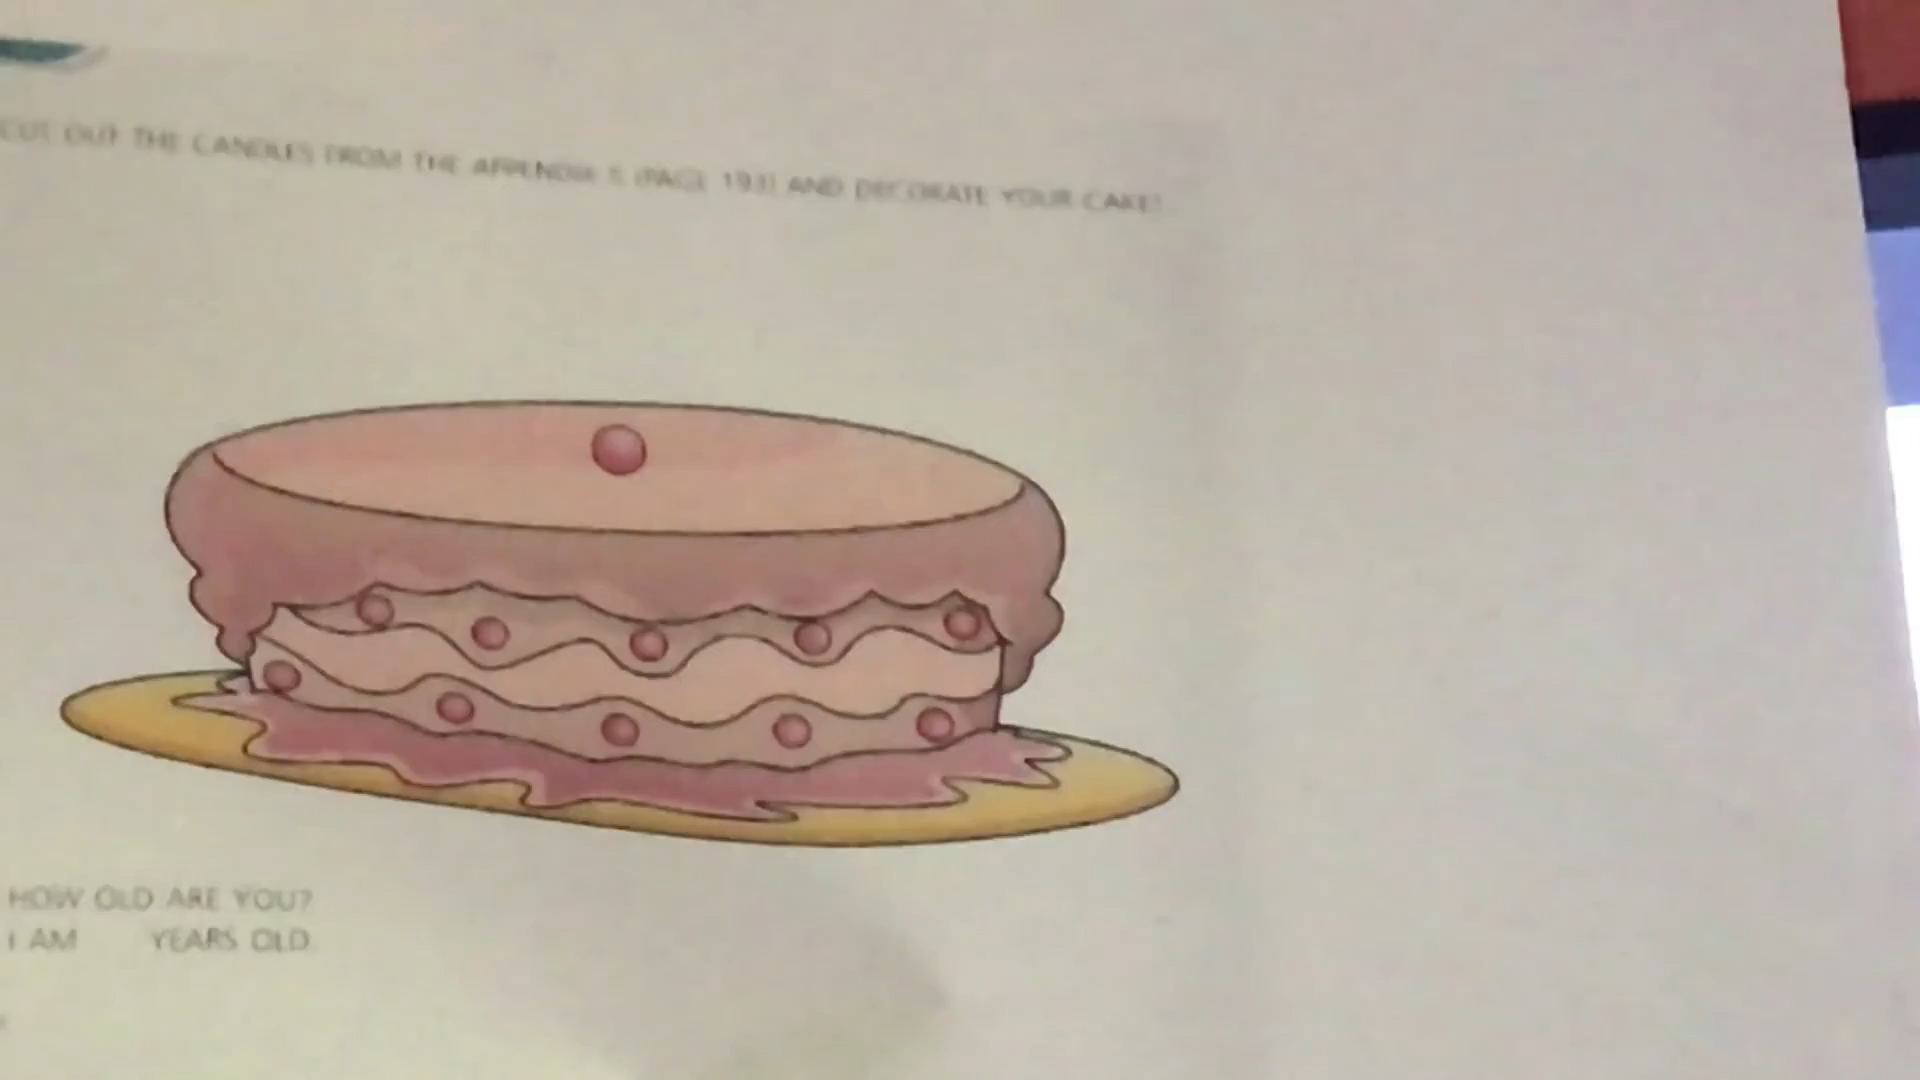 CUT OUT THE CANDLES FROM THE APPENDIX 5 (PAGE 193) AND DECORATE YOUR CAKE!
HOW OLD ARE YOU?
I AM YEARS OLD.